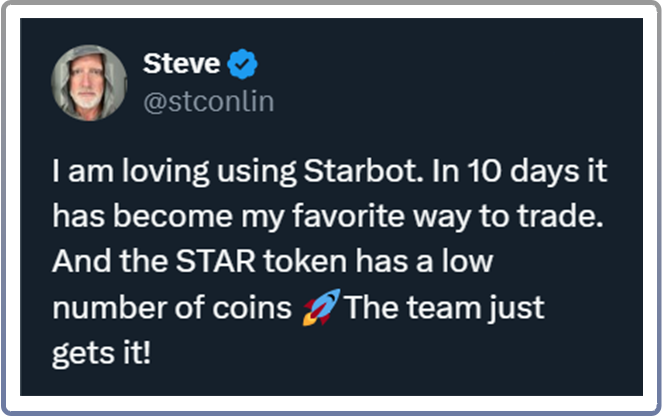 Steve
@stconlin
I am loving using Starbot. In 10 days it
has become my favorite way to trade.
And the STAR token has a low
number of coins 🚀 The team just
gets it!